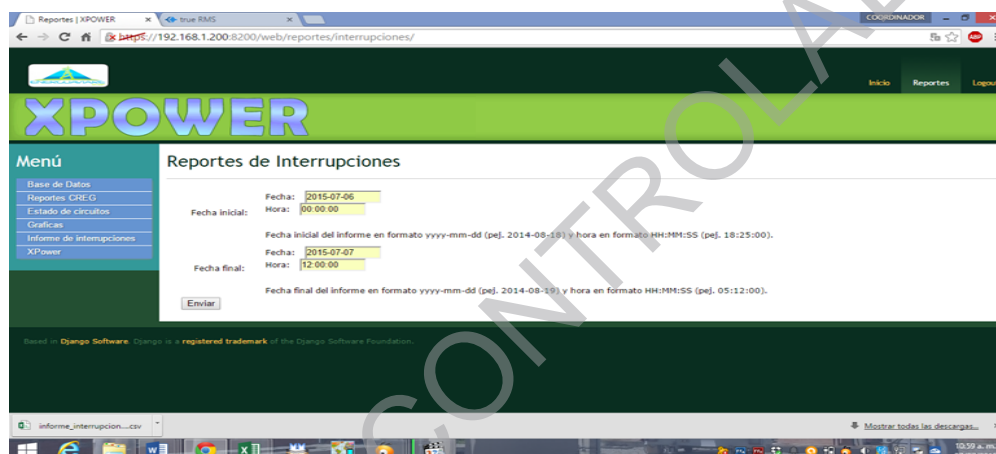 Reportes | XPOWER
true RMS
COORDINADOR
https://192.168.1.200:8200/web/reportes/interrupciones/
ABP
Inicio Reportes Logou
XPOWER
Menú
Base de Datos
Reportes CREG
Estado de circuitos
Graficas
Informe de interrupciones
XPower
Reportes de Interrupciones
Fecha inicial:
Fecha: 2015-07-06
Hora: 00:00:00
Fecha inicial del informe en formato yyyy-mm-dd (pej. 2014-08-18) y hora en formato HH:MM:SS (pej. 18:25:00).
Fecha final:
Fecha: 2015-07-07
Hora: 12:00:00
Fecha final del informe en formato yyyy-mm-dd (pej. 2014-08-19) y hora en formato HH:MM:SS (pej. 05:12:00).
Enviar
Based in Django Software. Django is a registered trademark of the Django Software Foundation.
informe_interrupcion....csv
Mostrar todas las descargas...
10:59 a.m.
CONTROLA